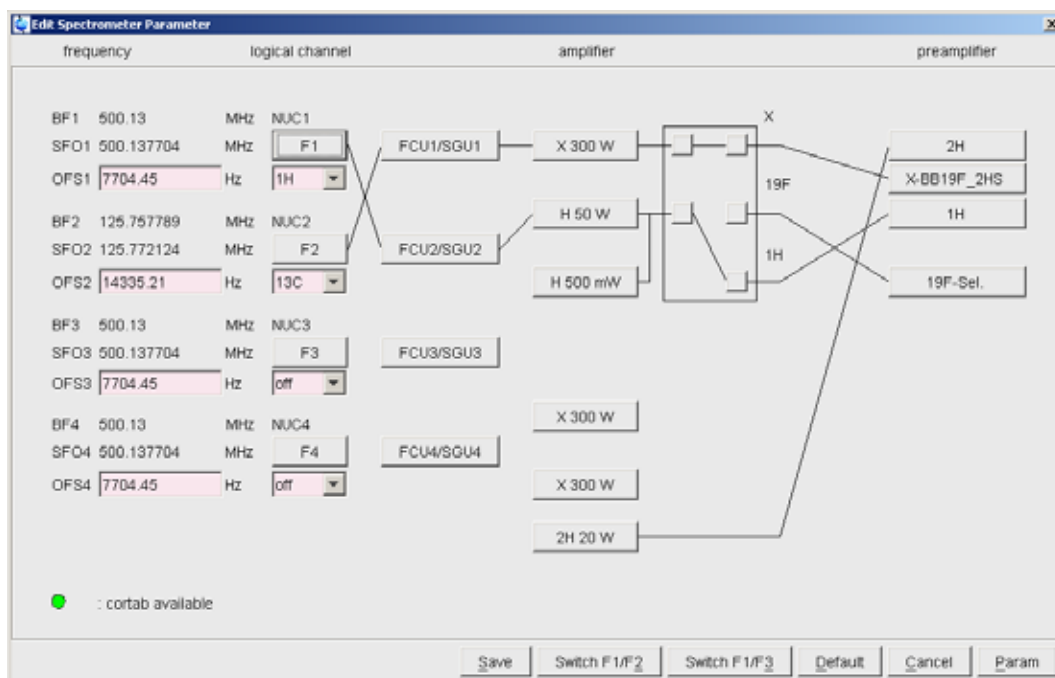 Edit Spectrometer Parameter
frequency logical channel amplifier preamplifier
BF1 500.13 MHz NUC1 X
SFO1 500.137704 MHz F1 FCU1/SGU1 X 300 W 2H
OFS1 7704.45 Hz 1H 19F X-BB19F_2HS
BF2 125.757789 MHz NUC2 H 50 W 1H
SFO2 125.772124 MHz F2 FCU2/SGU2 1H
OFS2 14335.21 Hz 13C H 500 mW 19F-Sel.
BF3 500.13 MHz NUC3
SFO3 500.137704 MHz F3 FCU3/SGU3
OFS3 7704.45 Hz off
BF4 500.13 MHz NUC4 X 300 W
SFO4 500.137704 MHz F4 FCU4/SGU4
OFS4 7704.45 Hz off X 300 W
2H 20 W
: cortab available
Save Switch F1/F2 Switch F1/F3 Default Cancel Param